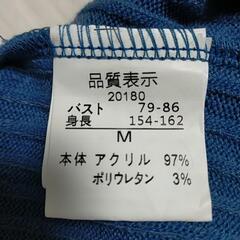 品質表示
20180
バスト 79-86
身長 154-162
M
本体 アクリル 97%
ポリウレタン 3%